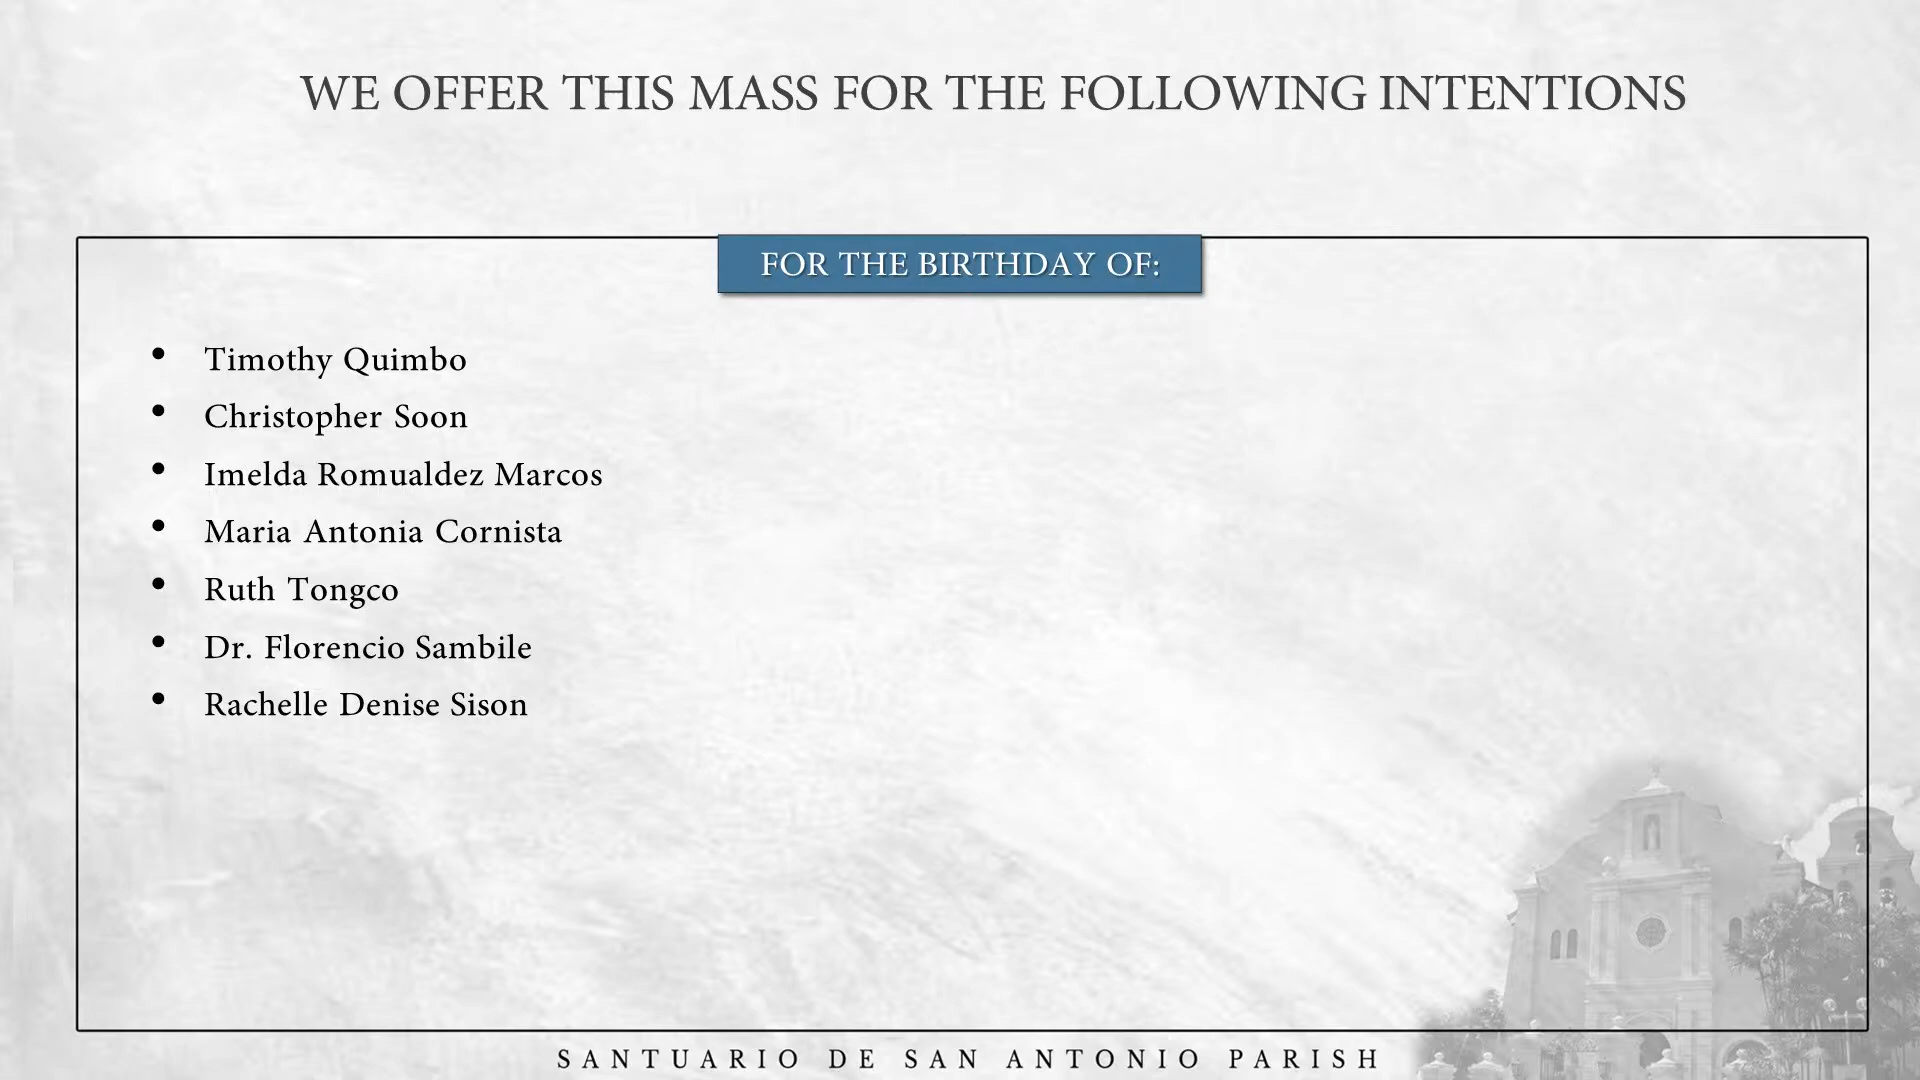 WE OFFER THIS MASS FOR THE FOLLOWING INTENTIONS
FOR THE BIRTHDAY OF:
• Timothy Quimbo
• Christopher Soon
• Imelda Romualdez Marcos
• Maria Antonia Cornista
• Ruth Tongco
• Dr. Florencio Sambile
• Rachelle Denise Sison
SANTUARIO DE SAN ANTONIO PARISH